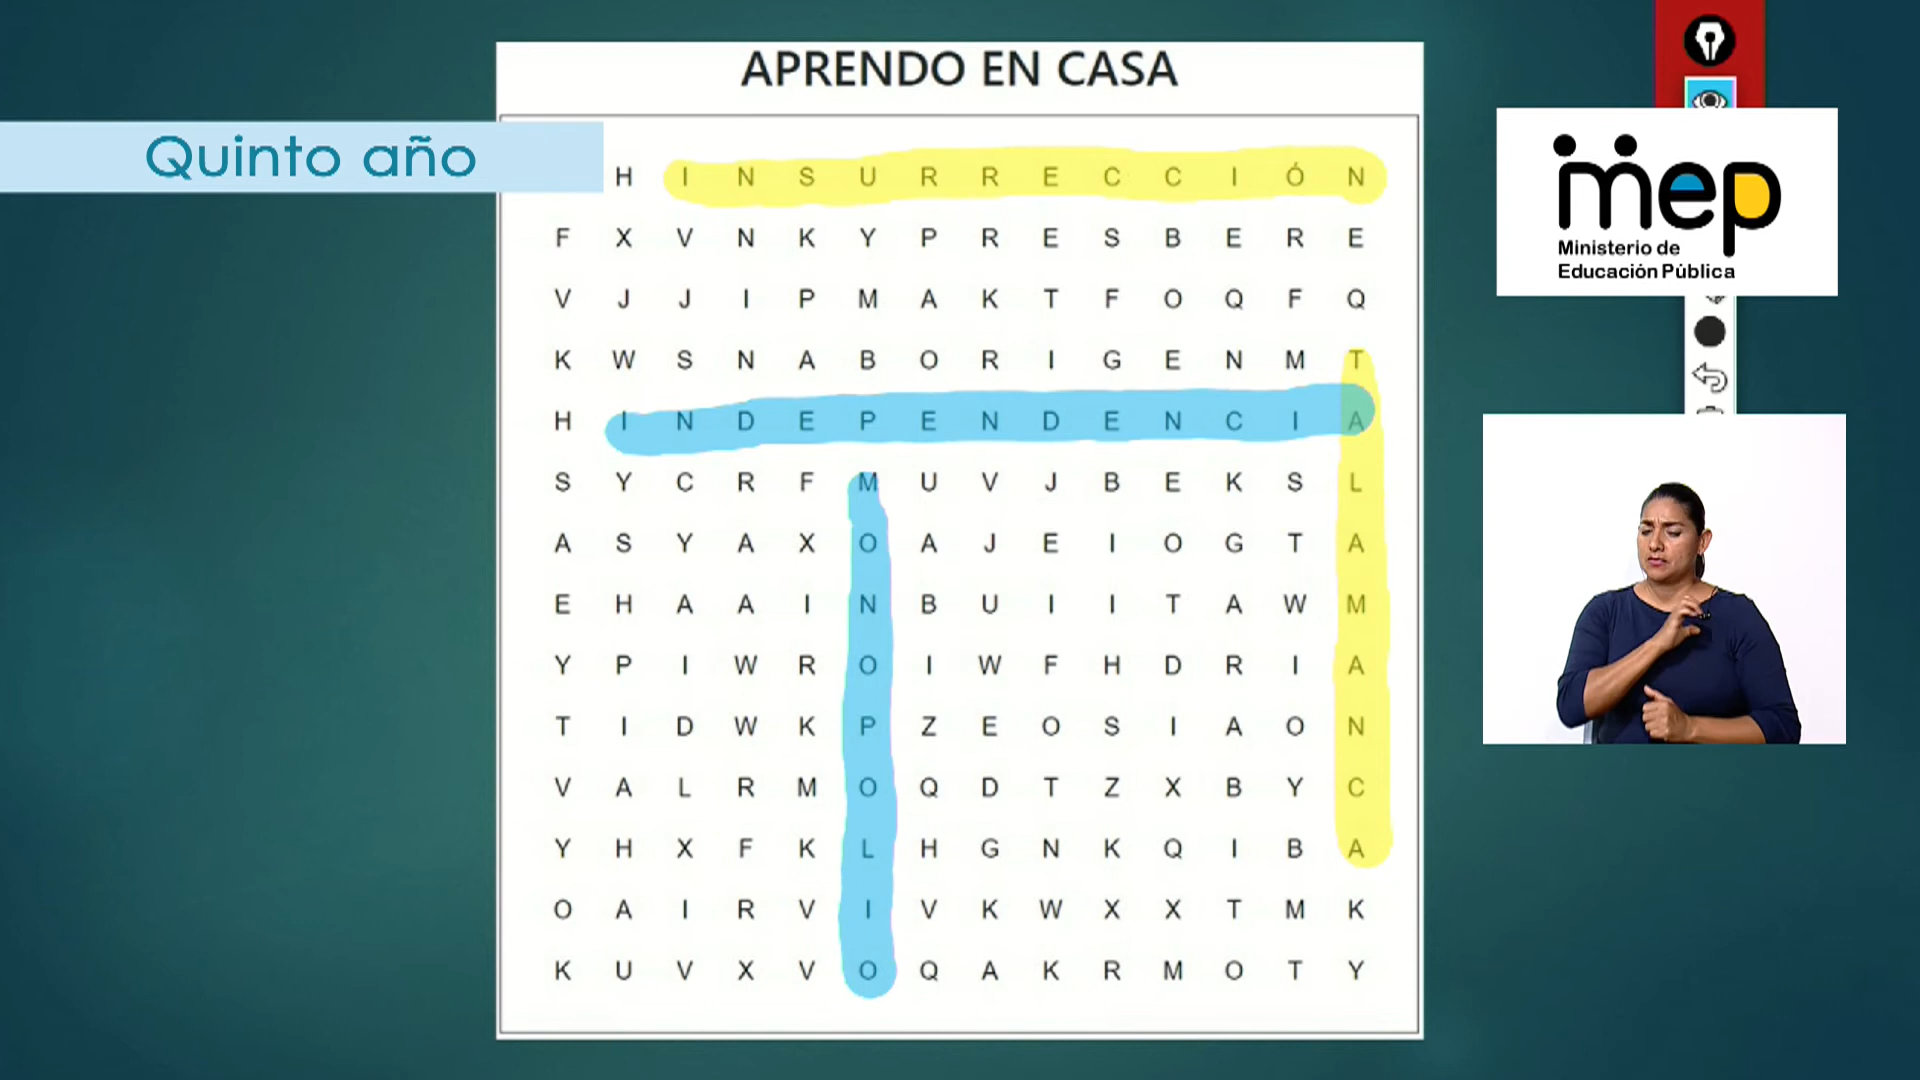 APRENDO EN CASA
Quinto año
H I N S U R R E C C I Ó N
F X V N K Y P R E S B E R E
V J J I P M A K T F O Q F Q
K W S N A B O R I G E N M T
H I N D E P E N D E N C I A
S Y C R F M U V J B E K S L
A S Y A X O A J E I O G T A
E H A A I N B U I I T A W M
Y P I W R O I W F H D R I A
T I D W K P Z E O S I A O N
V A L R M O Q D T Z X B Y C
Y H X F K L H G N K Q I B A
O A I R V I V K W X X T M K
K U V X V O Q A K R M O T Y
mep
Ministerio de
Educación Pública